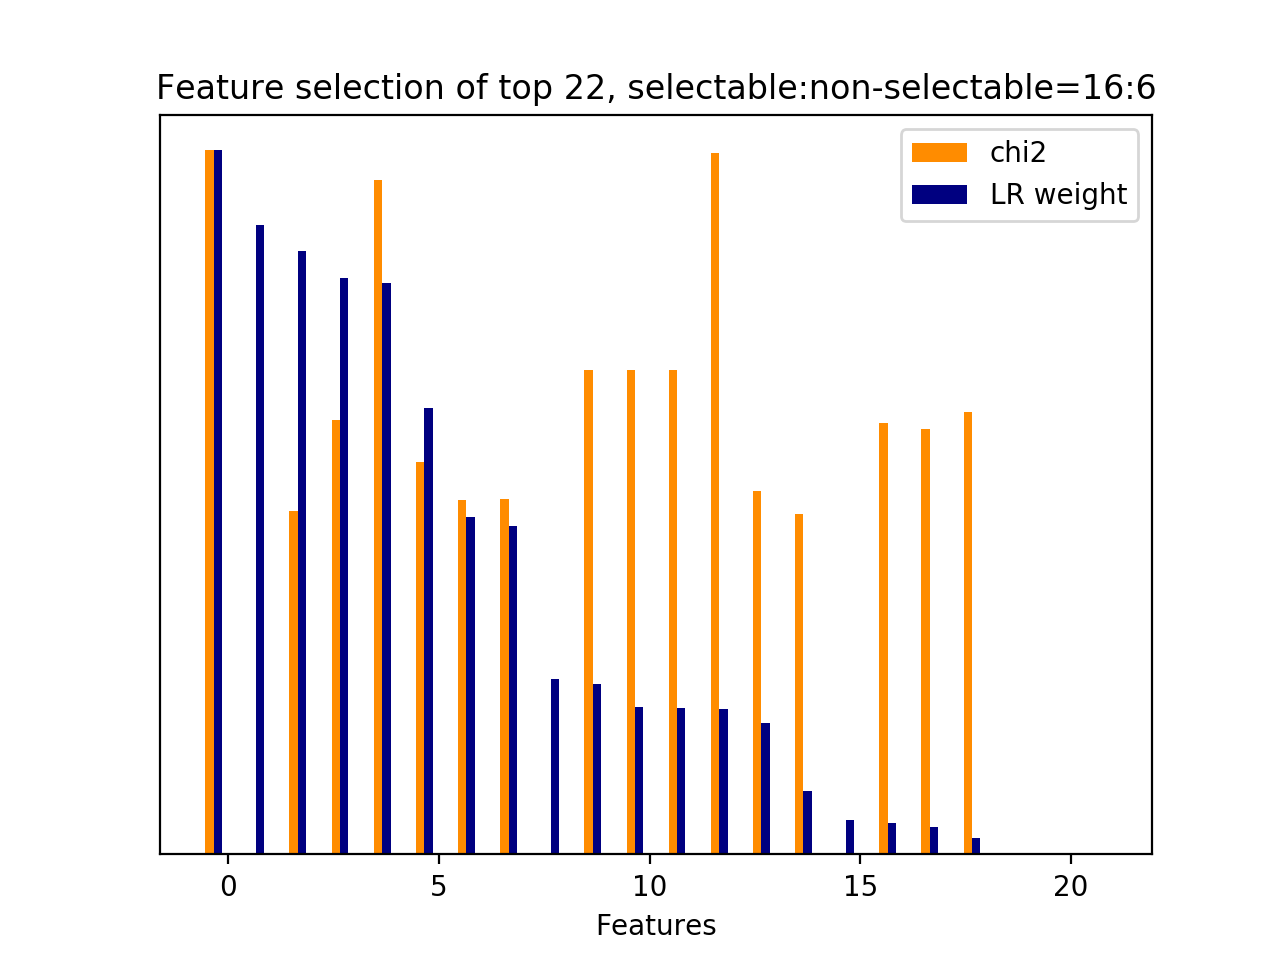 Feature selection of top 22, selectable:non-selectable=16:6
chi2
LR weight
0 5 10 15 20
Features